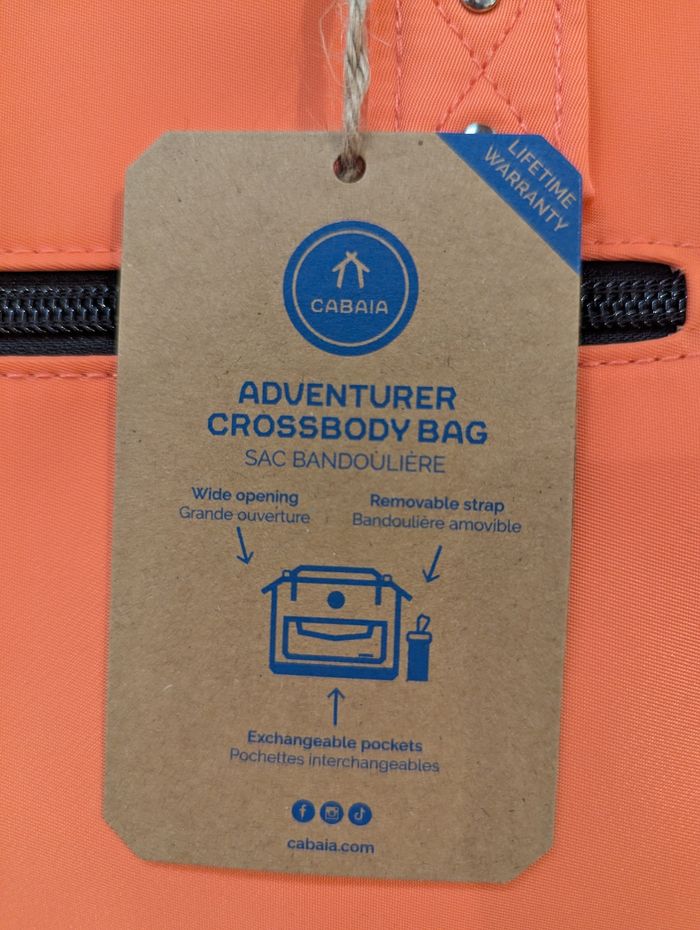 LIFETIME
WARRANTY
CABAIA
ADVENTURER
CROSSBODY BAG
SAC BANDOULIÈRE
Wide opening
Grande ouverture
Removable strap
Bandoulière amovible
Exchangeable pockets
Pochettes interchangeables
cabaia.com